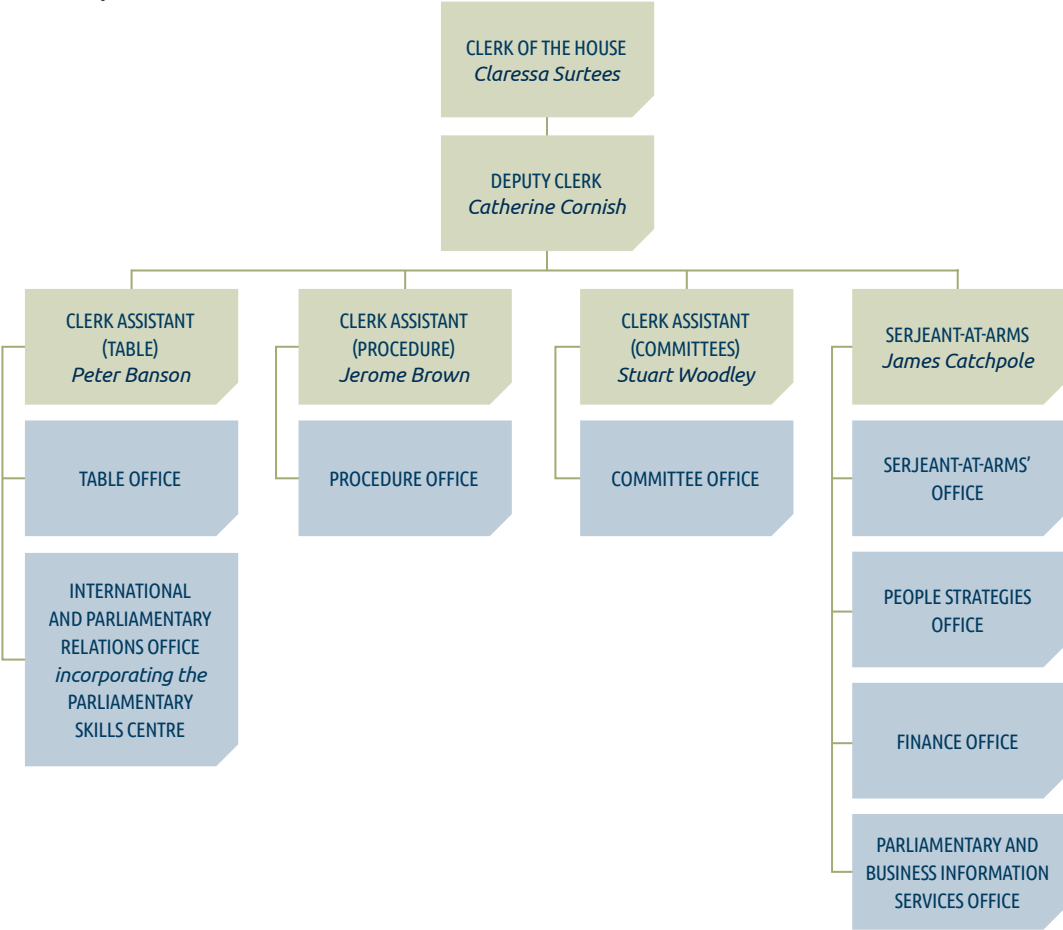 CLERK OF THE HOUSE
Claressa Surtees
DEPUTY CLERK
Catherine Cornish
CLERK ASSISTANT
(TABLE)
Peter Banson
CLERK ASSISTANT
(PROCEDURE)
Jerome Brown
CLERK ASSISTANT
(COMMITTEES)
Stuart Woodley
SERJEANT-AT-ARMS
James Catchpole
TABLE OFFICE
PROCEDURE OFFICE
COMMITTEE OFFICE
SERJEANT-AT-ARMS’
OFFICE
INTERNATIONAL
AND PARLIAMENTARY
RELATIONS OFFICE
incorporating the
PARLIAMENTARY
SKILLS CENTRE
PEOPLE STRATEGIES
OFFICE
FINANCE OFFICE
PARLIAMENTARY AND
BUSINESS INFORMATION
SERVICES OFFICE